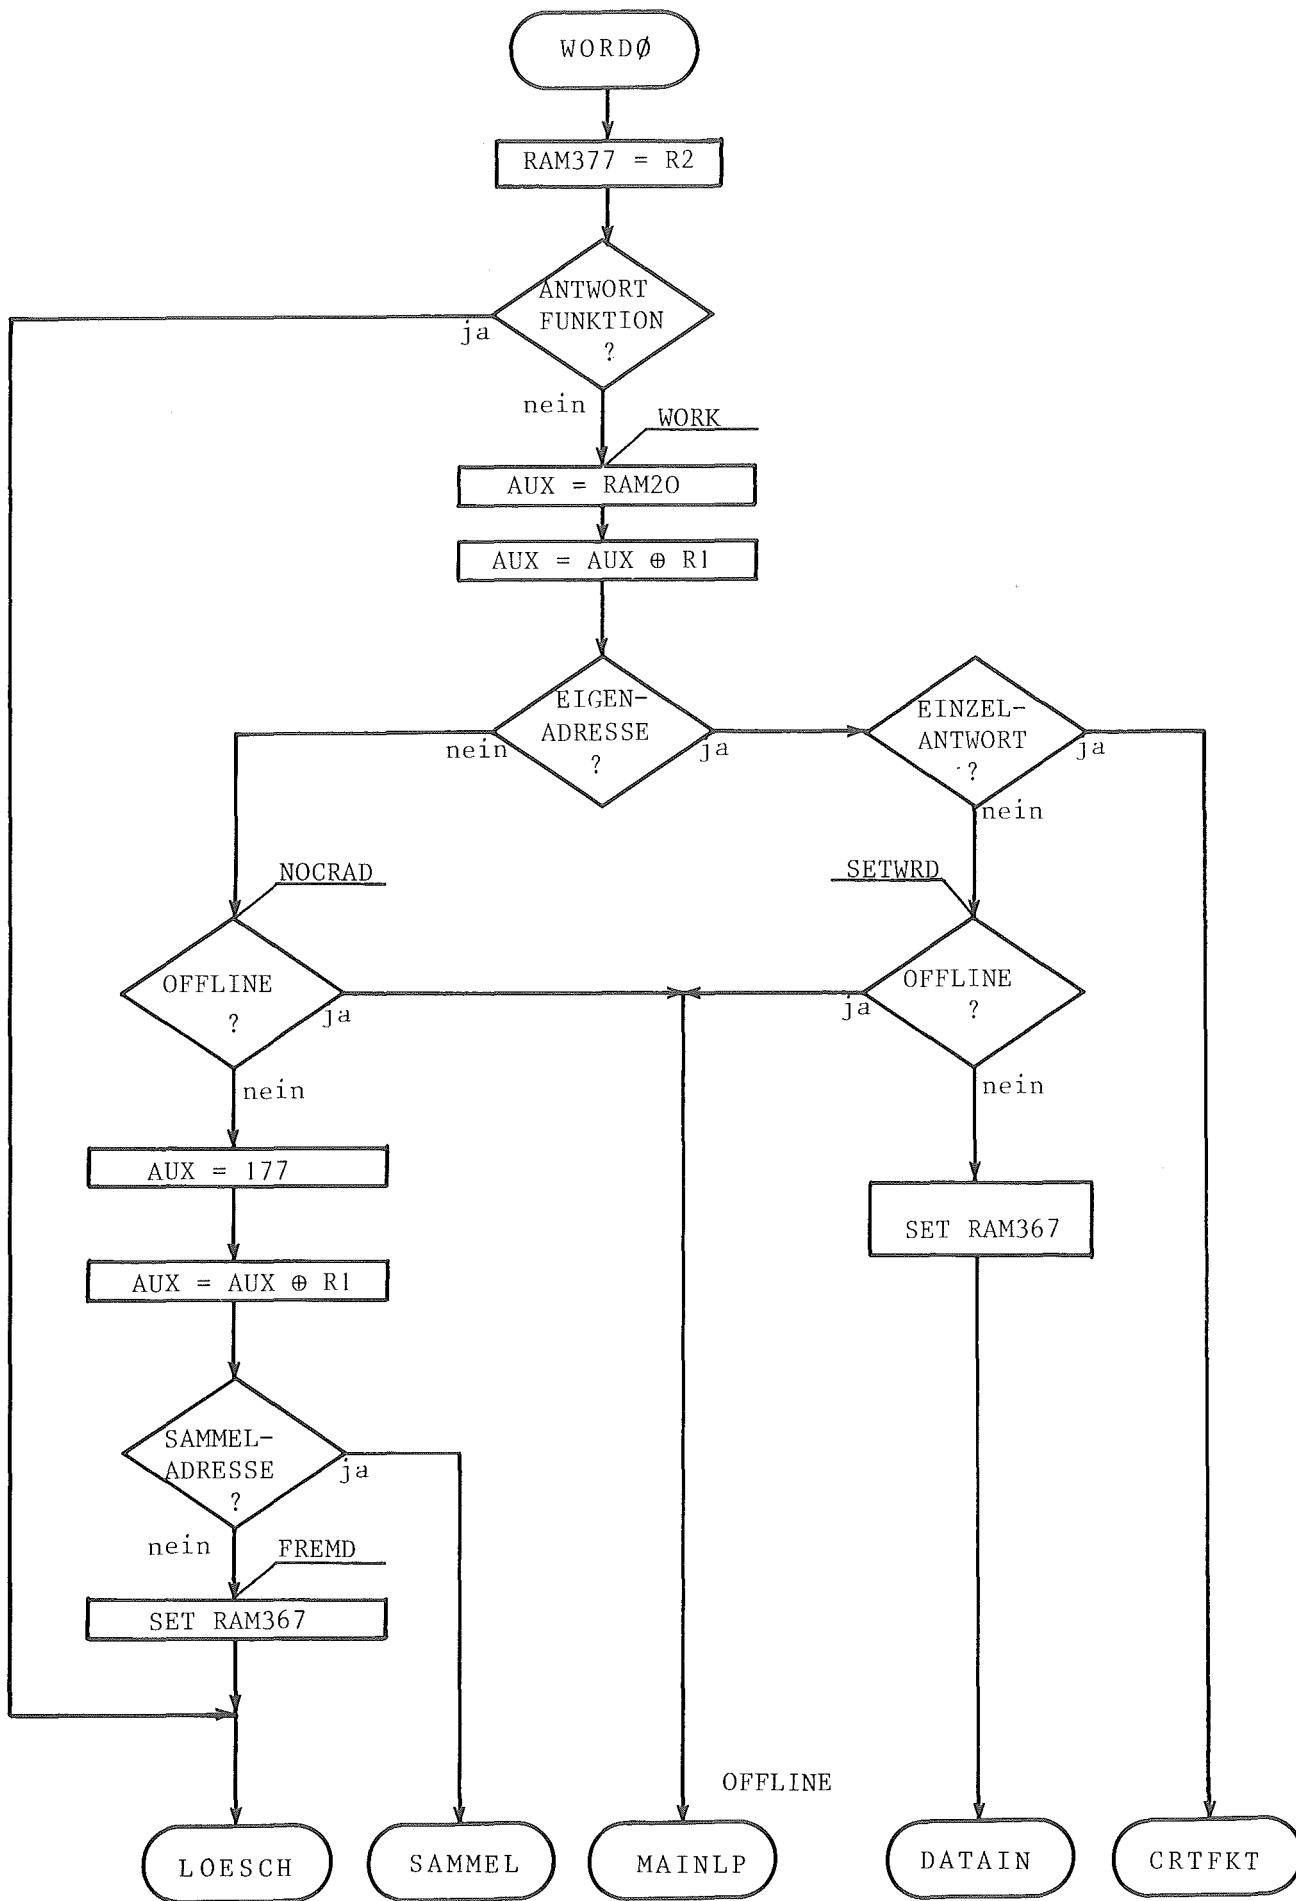 WORDØ
RAM377 = R2
ANTWORT
FUNKTION
?
ja
nein
WORK
AUX = RAM20
AUX = AUX ⊕ R1
EIGEN-
ADRESSE
?
nein
ja
EINZEL-
ANTWORT
?
ja
nein
NOCRAD
SETWRD
OFFLINE
?
ja
nein
OFFLINE
?
ja
nein
AUX = 177
SET RAM367
AUX = AUX ⊕ R1
SAMMEL-
ADRESSE
?
ja
nein
FREMD
SET RAM367
OFFLINE
LOESCH
SAMMEL
MAINLP
DATAIN
CRTFKT